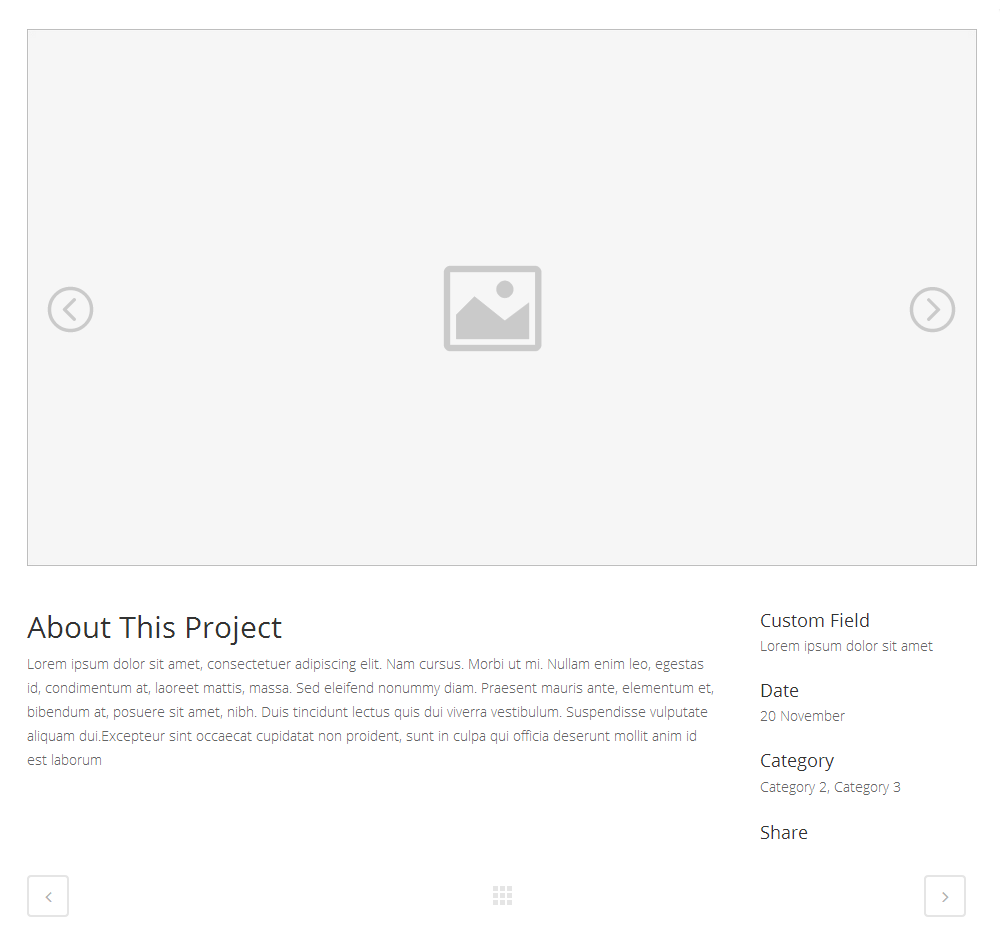 About This Project
Lorem ipsum dolor sit amet, consectetuer adipiscing elit. Nam cursus. Morbi ut mi. Nullam enim leo, egestas
id, condimentum at, laoreet mattis, massa. Sed eleifend nonummy diam. Praesent mauris ante, elementum et,
bibendum at, posuere sit amet, nibh. Duis tincidunt lectus quis dui viverra vestibulum. Suspendisse vulputate
aliquam dui.Excepteur sint occaecat cupidatat non proident, sunt in culpa qui officia deserunt mollit anim id
est laborum
Custom Field
Lorem ipsum dolor sit amet
Date
20 November
Category
Category 2, Category 3
Share